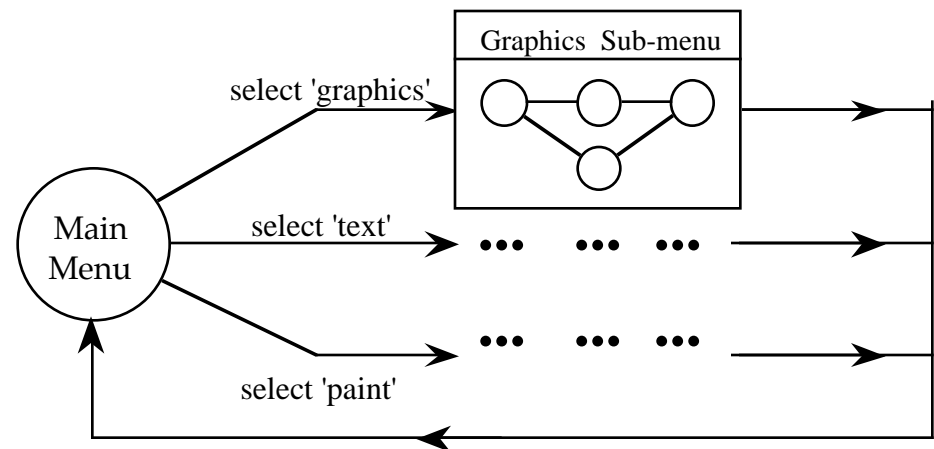 Graphics Sub-menu
select 'graphics'
Main
Menu
select 'text'
••• ••• •••
••• ••• •••
select 'paint'